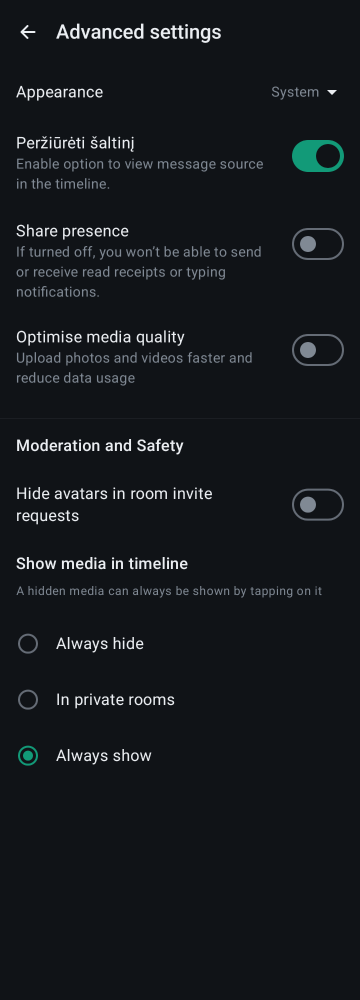 Advanced settings
Appearance
System
Peržiūrėti šaltinį
Enable option to view message source
in the timeline.
Share presence
If turned off, you won't be able to send
or receive read receipts or typing
notifications.
Optimise media quality
Upload photos and videos faster and
reduce data usage
Moderation and Safety
Hide avatars in room invite
requests
Show media in timeline
A hidden media can always be shown by tapping on it
Always hide
In private rooms
Always show